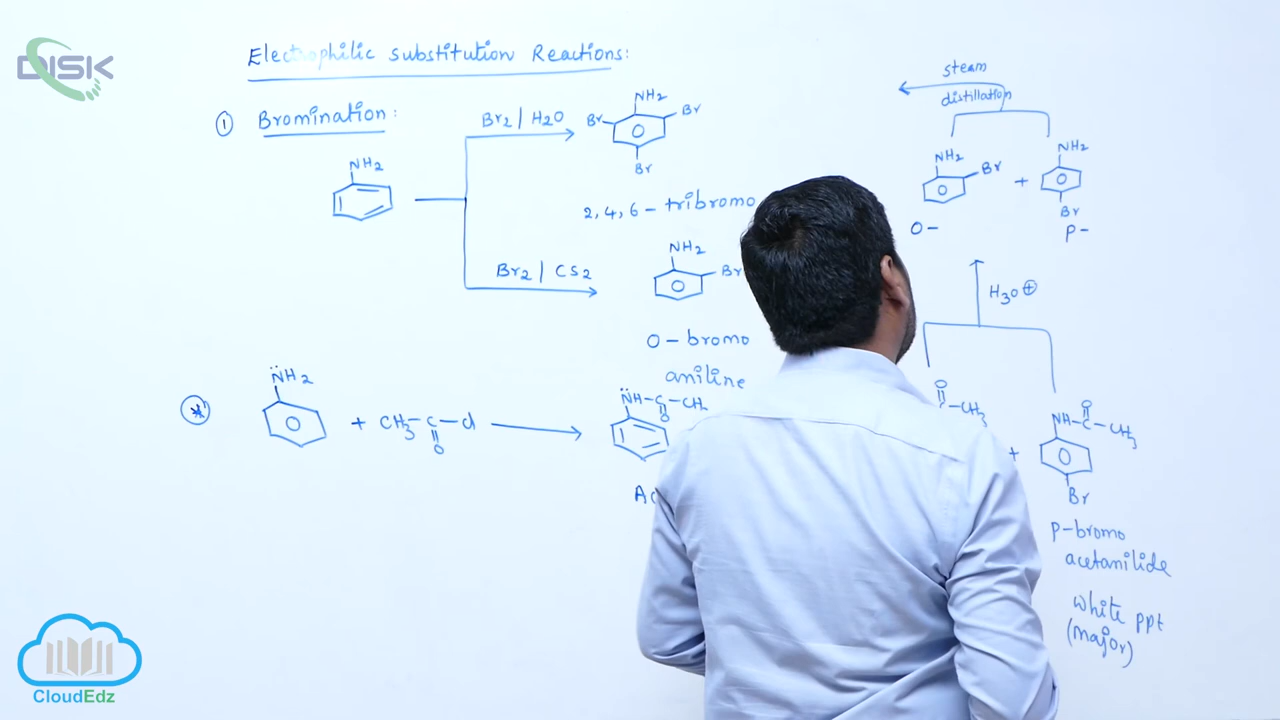 DISK
Electrophilic substitution Reactions:
① Bromination:
NH2
Br2 / H2O
NH2
Br
Br
Br
2, 4, 6 - tribromo
Br2 / CS2
NH2
Br
O - bromo
aniline
steam
distillation
NH2
Br
+
NH2
Br
O -
P -
H3O⊕
*
N̈H2
+ CH3 - C - Cl
O
N̈H - C - CH3
O
O
C - CH3
+
NH - C - CH3
O
Br
P-bromo
acetanilide
white ppt
(major)
CloudEdz